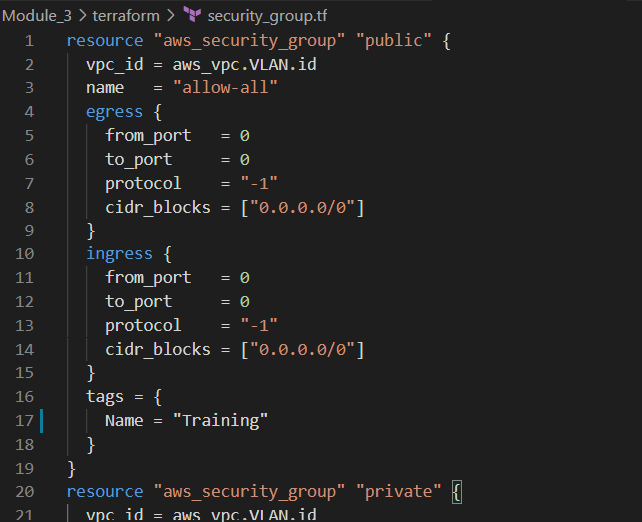 Module_3 > terraform > security_group.tf
1 resource "aws_security_group" "public" {
2 vpc_id = aws_vpc.VLAN.id
3 name   = "allow-all"
4 egress {
5 from_port   = 0
6 to_port     = 0
7 protocol    = "-1"
8 cidr_blocks = ["0.0.0.0/0"]
9 }
10 ingress {
11 from_port   = 0
12 to_port     = 0
13 protocol    = "-1"
14 cidr_blocks = ["0.0.0.0/0"]
15 }
16 tags = {
17 Name = "Training"
18 }
19 }
20 resource "aws_security_group" "private" {
21 vpc_id = aws_vpc.VLAN.id